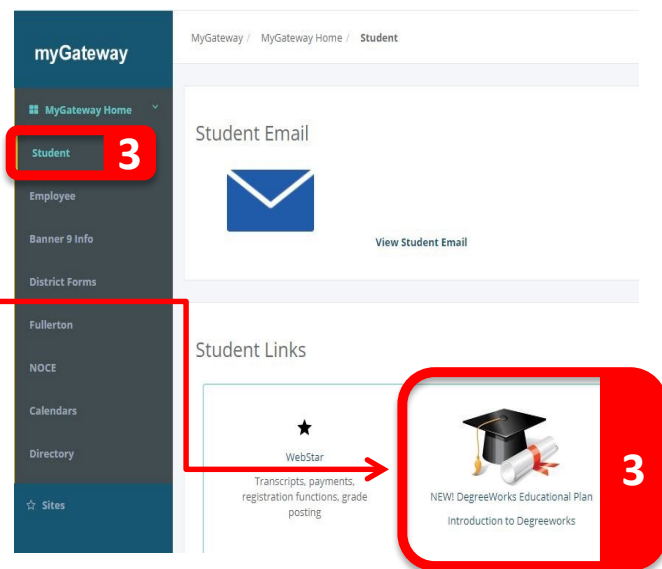 myGateway
MyGateway / MyGateway Home / Student
MyGateway Home
Student 3
Employee
Banner 9 Info
District Forms
Fullerton
NOCE
Calendars
Directory
Sites
Student Email
View Student Email
Student Links
WebStar
Transcripts, payments,
registration functions, grade
posting
NEW! DegreeWorks Educational Plan
Introduction to Degreeworks
3